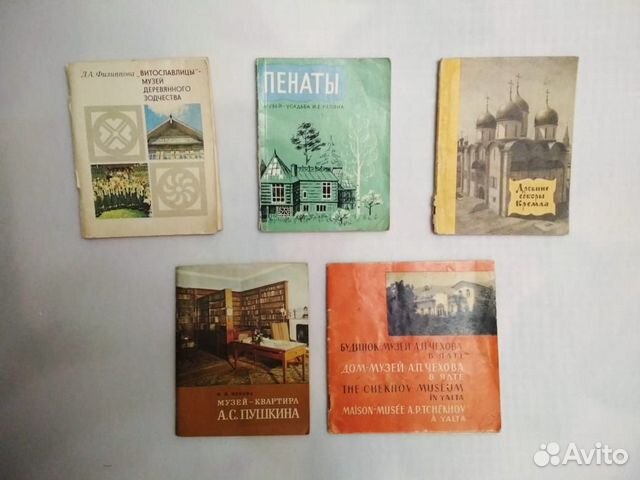 Л.А. Филиппова „ВИТОСЛАВЛИЦЫ"-
МУЗЕЙ
ДЕРЕВЯННОГО
ЗОДЧЕСТВА
ПЕНАТЫ
МУЗЕЙ-УСАДЬБА И.Е. РЕПИНА
Древние
соборы
Кремля
МУЗЕЙ-КВАРТИРА
А.С. ПУШКИНА
БУДИНОК-МУЗЕЙ А.П. ЧЕХОВА
В ЯЛТЕ
ДОМ-МУЗЕЙ А.П. ЧЕХОВА
В ЯЛТЕ
THE CHEKHOV MUSEUM
IN YALTA
MAISON-MUSÉE A.P. TCHEKHOV
À YALTA
Avito